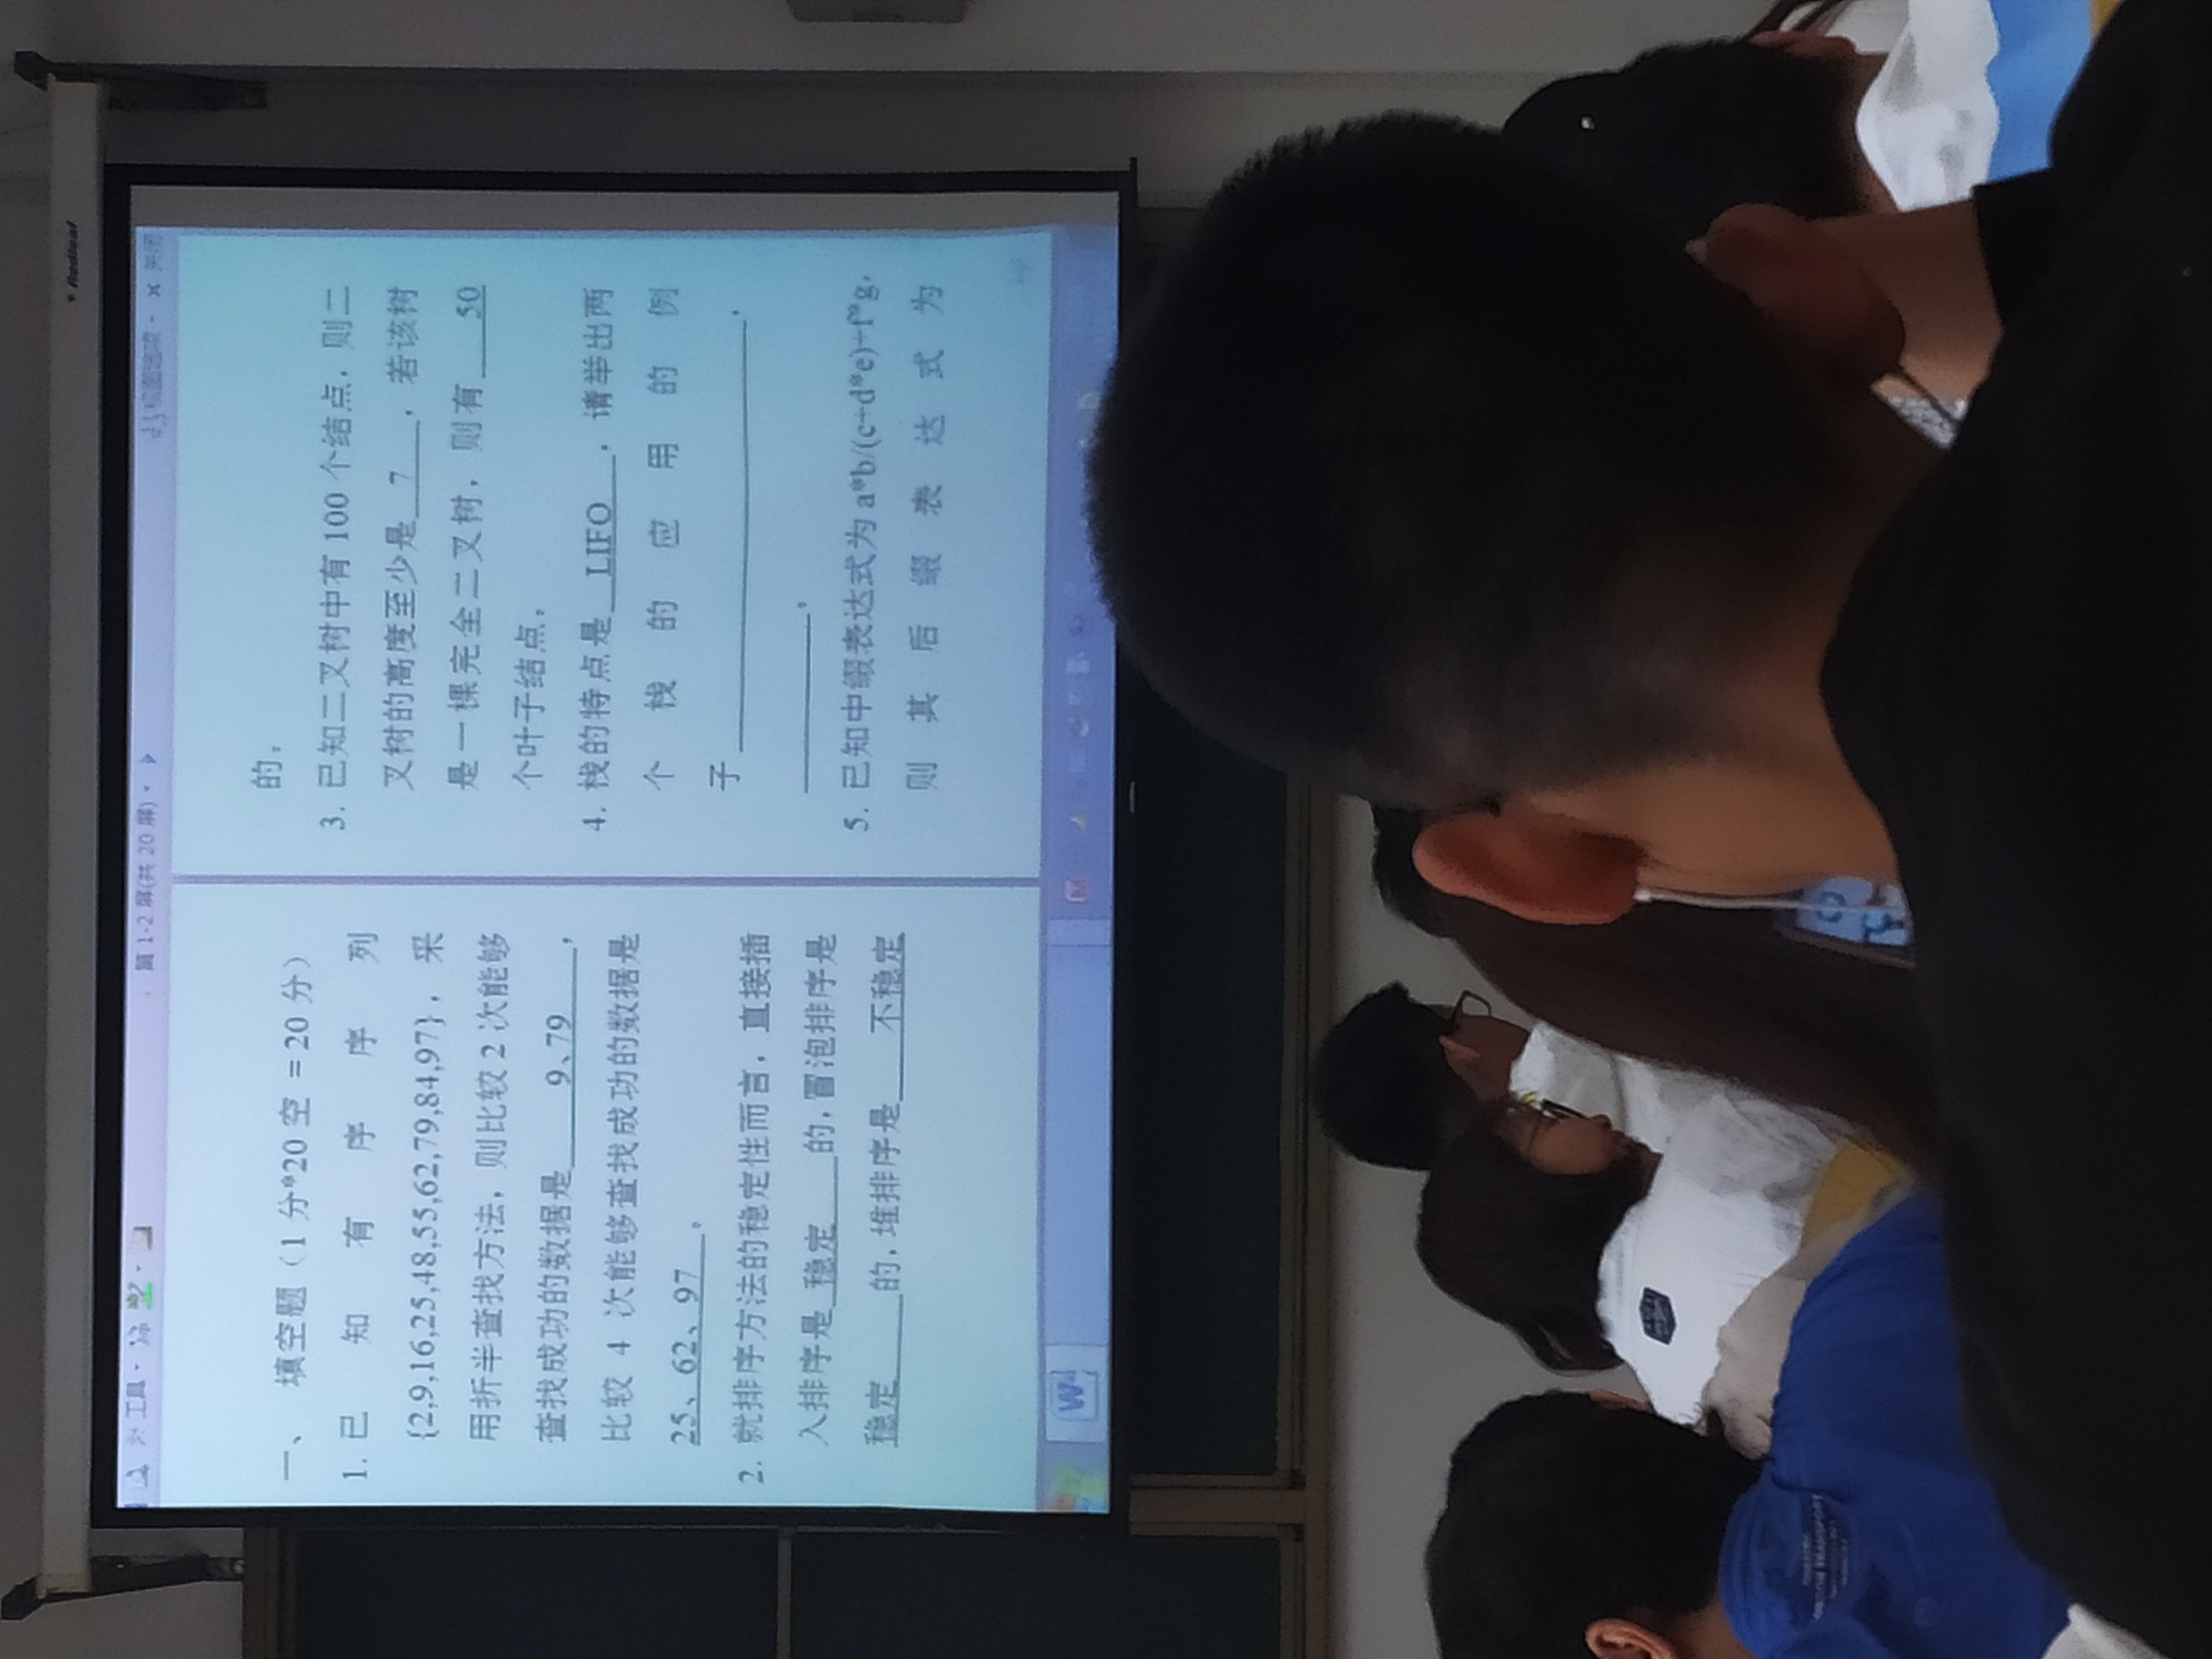 Redleaf
工具
第 1-2 屏(共 20 屏)
视图选项
关闭
一、 填空题（1 分*20 空 = 20 分）
1. 已知有序序列
{2,9,16,25,48,55,62,79,84,97}，采
用折半查找方法，则比较 2 次能够
查找成功的数据是 9、79 ，
比较 4 次能够查找成功的数据是
25、62、97 。
2. 就排序方法的稳定性而言，直接插
入排序是 稳定 的，冒泡排序是
稳定 的，堆排序是 不稳定
的。
3. 已知二叉树中有 100 个结点，则二
叉树的高度至少是 7 ，若该树
是一棵完全二叉树，则有 50
个叶子结点。
4. 栈的特点是 LIFO ，请举出两
个栈的应用的例
子 ，
。
5. 已知中缀表达式为 a*b/(c+d*e)+f*g，
则其后缀表达式为
W
TRANSPORT